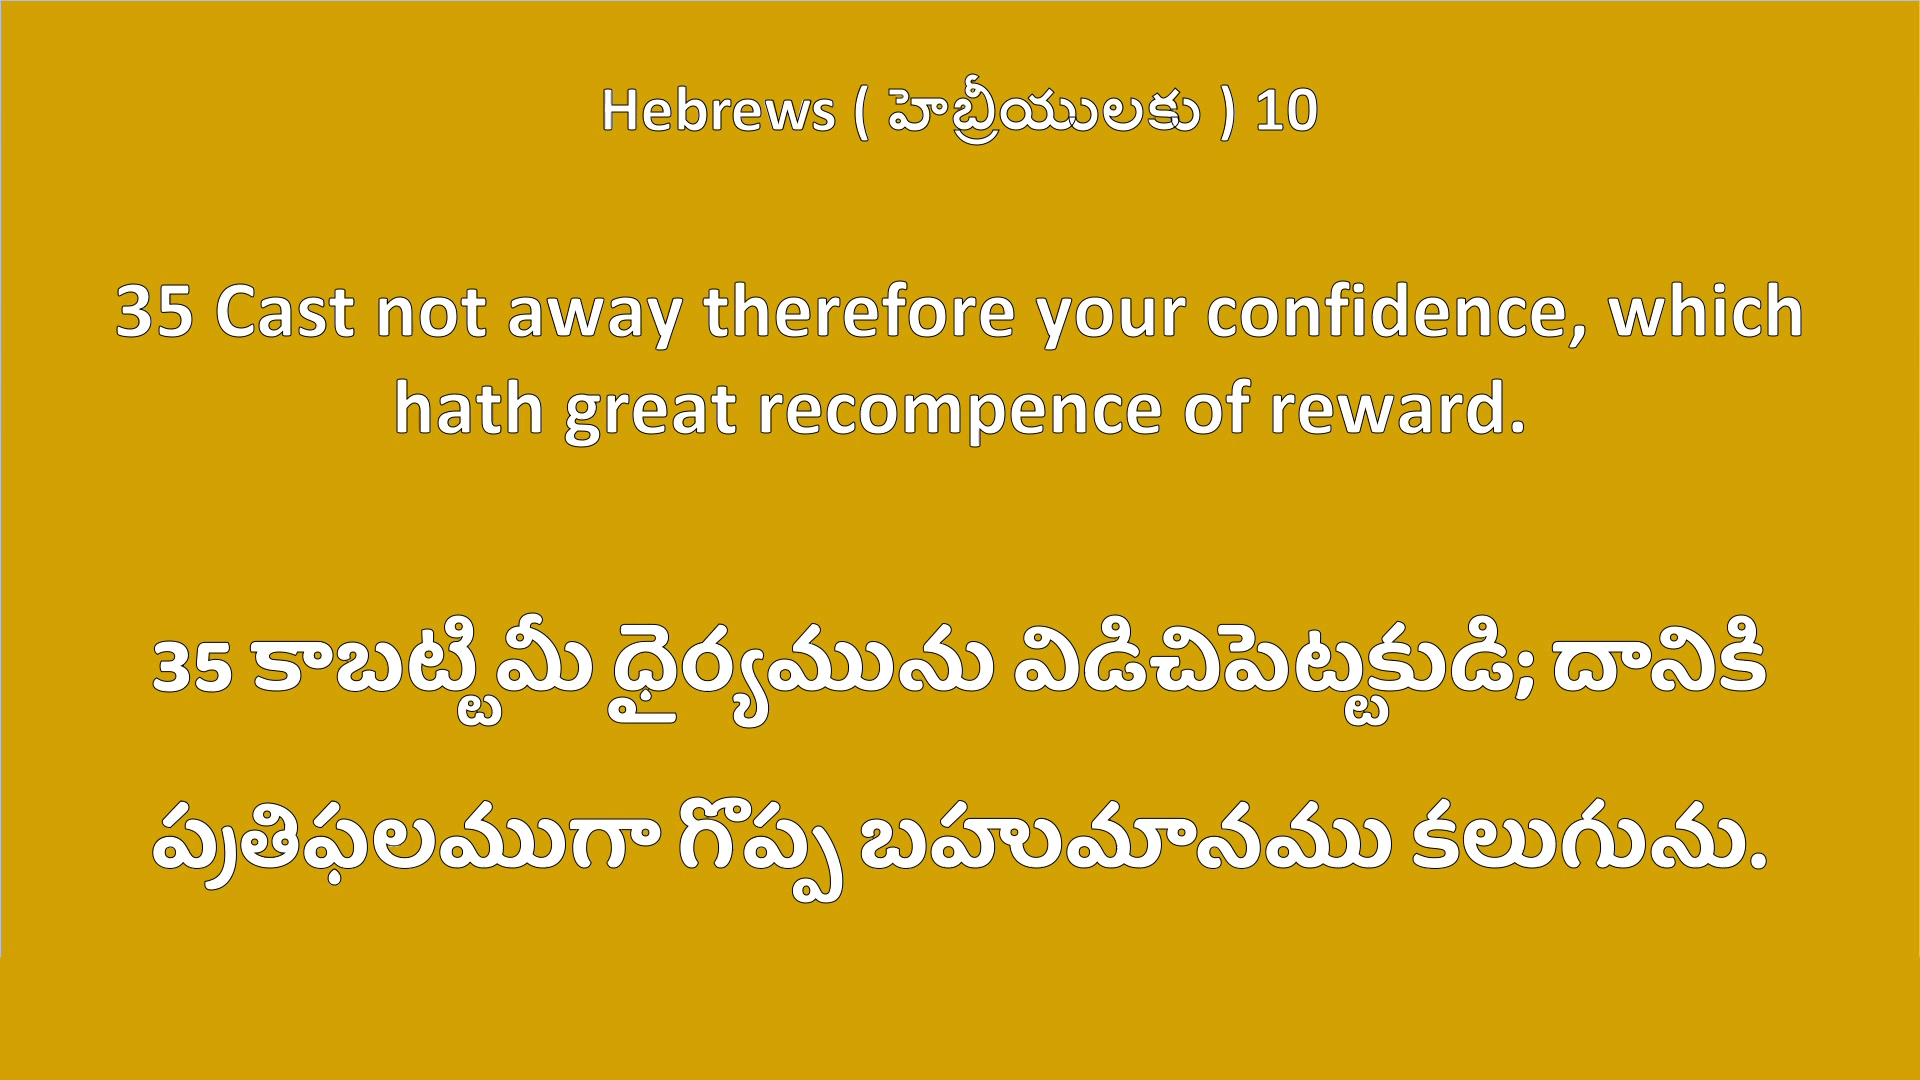 Hebrews ( హెబ్రీయులకు ) 10
35 Cast not away therefore your confidence, which
hath great recompence of reward.
35 కాబట్టి మీ ధైర్యమును విడిచిపెట్టకుడి; దానికి
ప్రతిఫలముగా గొప్ప బహుమానము కలుగును.